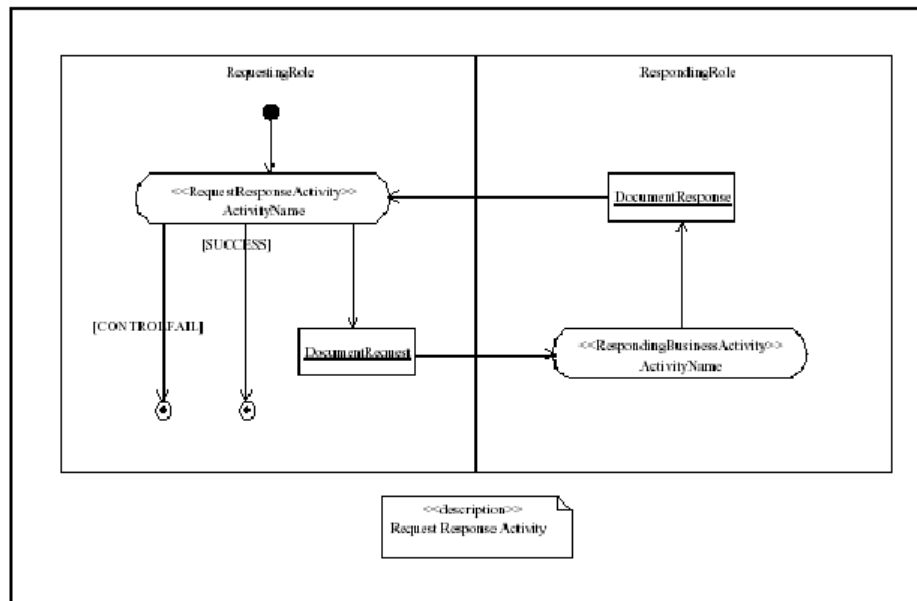 RequestingRole
RespondingRole
<<RequestResponseActivity>>
ActivityName
DocumentResponse
[SUCCESS]
[CONTROLFAIL]
DocumentRequest
<<RespondingBusinessActivity>>
ActivityName
<<description>>
Request Response Activity